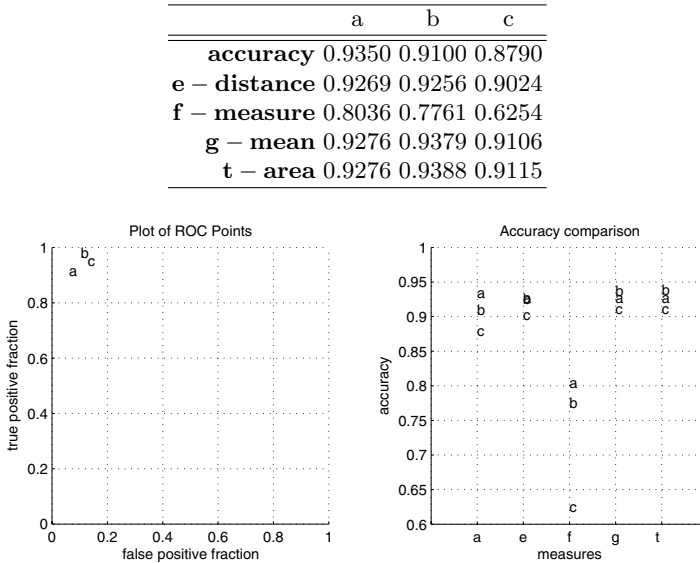 a b c
accuracy 0.9350 0.9100 0.8790
e − distance 0.9269 0.9256 0.9024
f − measure 0.8036 0.7761 0.6254
g − mean 0.9276 0.9379 0.9106
t − area 0.9276 0.9388 0.9115
Plot of ROC Points
1
0.8
0.6
0.4
0.2
0
true positive fraction
a
b
c
0 0.2 0.4 0.6 0.8 1
false positive fraction
Accuracy comparison
1
0.95
0.9
0.85
0.8
0.75
0.7
0.65
0.6
accuracy
a
b
c
a
b
c
a
b
c
b
a
c
b
a
c
a e f g t
measures